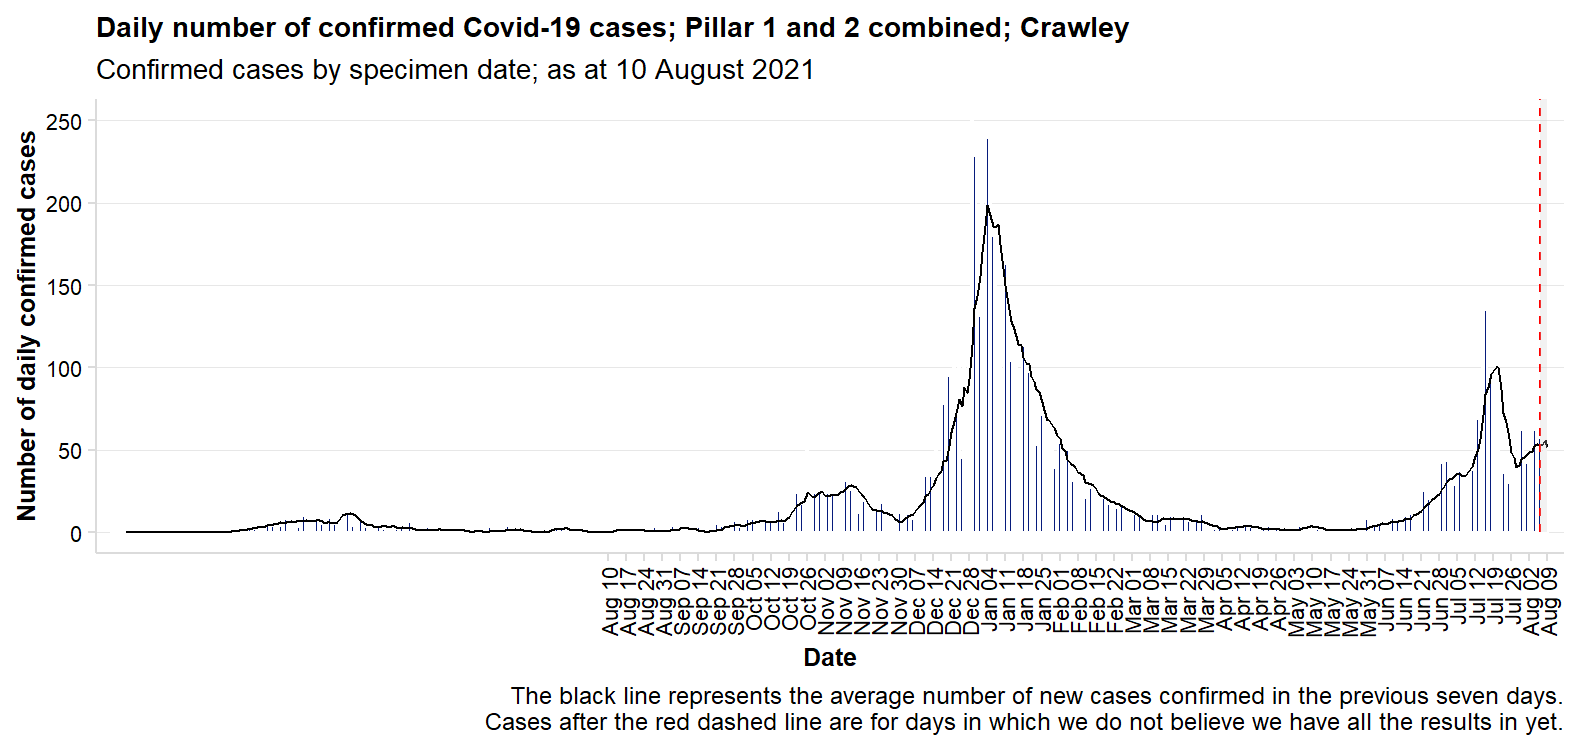 Daily number of confirmed Covid-19 cases; Pillar 1 and 2 combined; Crawley
Confirmed cases by specimen date; as at 10 August 2021
Number of daily confirmed cases
250
200
150
100
50
0
Aug 10
Aug 17
Aug 24
Aug 31
Sep 07
Sep 14
Sep 21
Sep 28
Oct 05
Oct 12
Oct 19
Oct 26
Nov 02
Nov 09
Nov 16
Nov 23
Nov 30
Dec 07
Dec 14
Dec 21
Dec 28
Jan 04
Jan 11
Jan 18
Jan 25
Feb 01
Feb 08
Feb 15
Feb 22
Mar 01
Mar 08
Mar 15
Mar 22
Mar 29
Apr 05
Apr 12
Apr 19
Apr 26
May 03
May 10
May 17
May 24
May 31
Jun 07
Jun 14
Jun 21
Jun 28
Jul 05
Jul 12
Jul 19
Jul 26
Aug 02
Aug 09
Date
The black line represents the average number of new cases confirmed in the previous seven days.
Cases after the red dashed line are for days in which we do not believe we have all the results in yet.